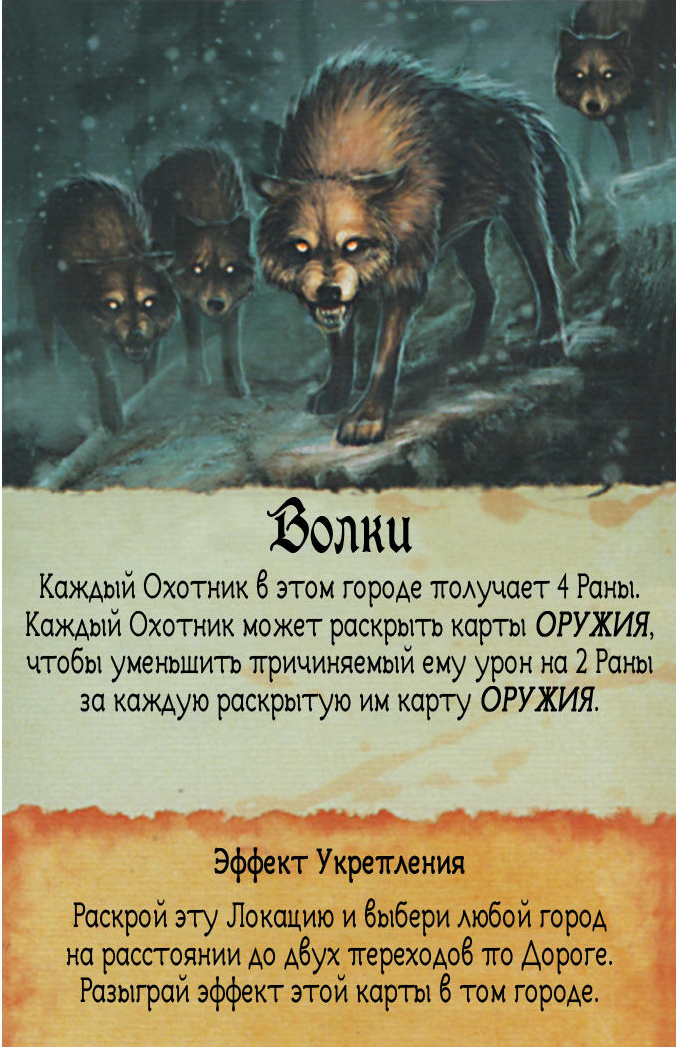 Волки
Каждый Охотник в этом городе получает 4 Раны.
Каждый Охотник может раскрыть карты ОРУЖИЯ,
чтобы уменьшить причиняемый ему урон на 2 Раны
за каждую раскрытую им карту ОРУЖИЯ.
Эффект Укрепления
Раскрой эту Локацию и выбери любой город
на расстоянии до двух переходов по Дороге.
Разыграй эффект этой карты в том городе.